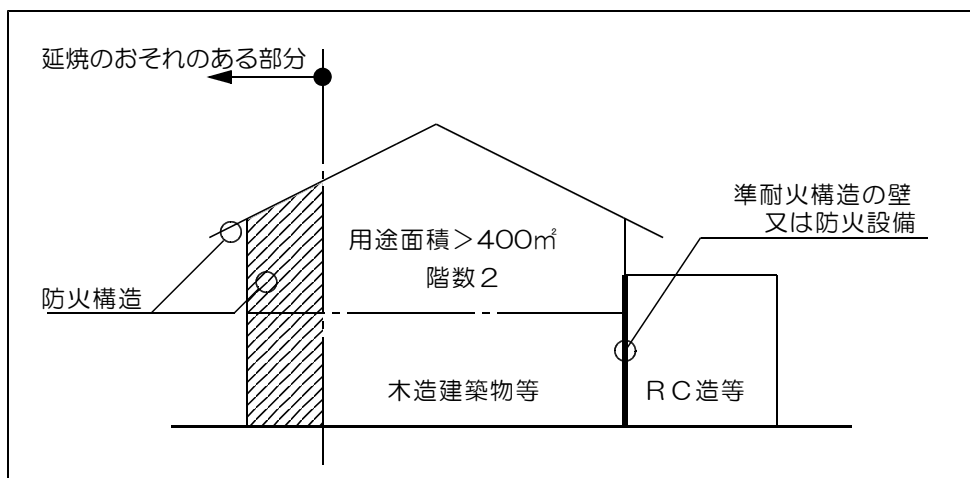 延焼のおそれのある部分
準耐火構造の壁
又は防火設備
用途面積＞400㎡
階数２
防火構造
木造建築物等
ＲＣ造等